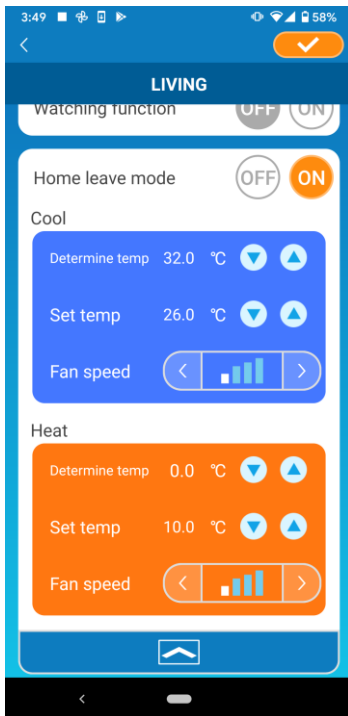 3:49 58%
LIVING
Watching function OFF ON
Home leave mode OFF ON
Cool
Determine temp 32.0 ℃
Set temp 26.0 ℃
Fan speed
Heat
Determine temp 0.0 ℃
Set temp 10.0 ℃
Fan speed